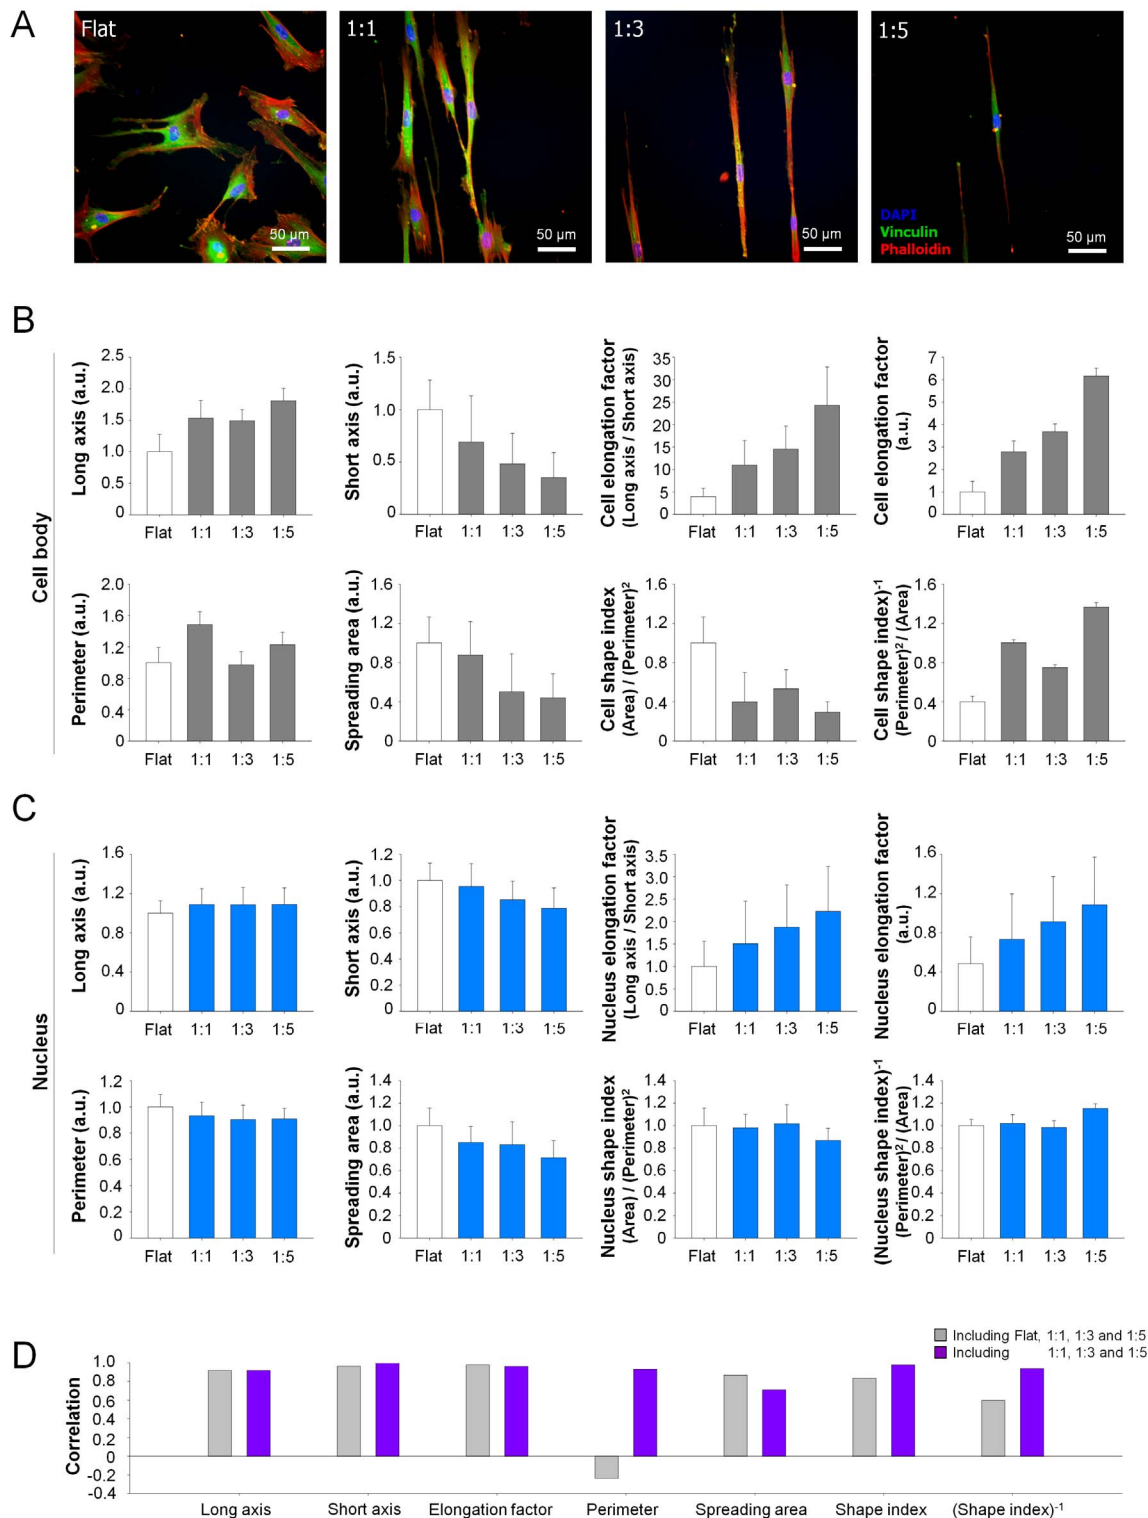 A
Flat
1:1
1:3
1:5
50 µm
50 µm
50 µm
DAPI
Vinculin
Phalloidin
50 µm
B
Cell body
Long axis (a.u.)
2.5
2.0
1.5
1.0
0.5
0
Flat 1:1 1:3 1:5
Short axis (a.u.)
1.5
1.0
0.5
0
Flat 1:1 1:3 1:5
Cell elongation factor
(Long axis / Short axis)
35
30
25
20
15
10
5
0
Flat 1:1 1:3 1:5
Cell elongation factor
(a.u.)
7
6
5
4
3
2
1
0
Flat 1:1 1:3 1:5
Perimeter (a.u.)
2.0
1.6
1.2
0.8
0.4
0
Flat 1:1 1:3 1:5
Spreading area (a.u.)
1.6
1.2
0.8
0.4
0
Flat 1:1 1:3 1:5
Cell shape index
(Area) / (Perimeter)²
1.6
1.2
0.8
0.4
0
Flat 1:1 1:3 1:5
Cell shape index)⁻¹
(Perimeter)² / (Area)
1.6
1.2
0.8
0.4
0
Flat 1:1 1:3 1:5
C
Nucleus
Long axis (a.u.)
1.6
1.2
0.8
0.4
0
Flat 1:1 1:3 1:5
Short axis (a.u.)
1.2
1.0
0.8
0.6
0.4
0.2
0
Flat 1:1 1:3 1:5
Nucleus elongation factor
(Long axis / Short axis)
3.5
3.0
2.5
2.0
1.5
1.0
0.5
0
Flat 1:1 1:3 1:5
Nucleus elongation factor
(a.u.)
1.6
1.2
0.8
0.4
0
Flat 1:1 1:3 1:5
Perimeter (a.u.)
1.2
1.0
0.8
0.6
0.4
0.2
0
Flat 1:1 1:3 1:5
Spreading area (a.u.)
1.4
1.2
1.0
0.8
0.6
0.4
0.2
0
Flat 1:1 1:3 1:5
Nucleus shape index
(Area) / (Perimeter)²
1.4
1.2
1.0
0.8
0.6
0.4
0.2
0
Flat 1:1 1:3 1:5
(Nucleus shape index)⁻¹
(Perimeter)² / (Area)
1.4
1.2
1.0
0.8
0.6
0.4
0.2
0
Flat 1:1 1:3 1:5
D
Including Flat, 1:1, 1:3 and 1:5
Including 1:1, 1:3 and 1:5
Correlation
1.0
0.8
0.6
0.4
0.2
0
-0.2
-0.4
Long axis Short axis Elongation factor Perimeter Spreading area Shape index (Shape index)⁻¹